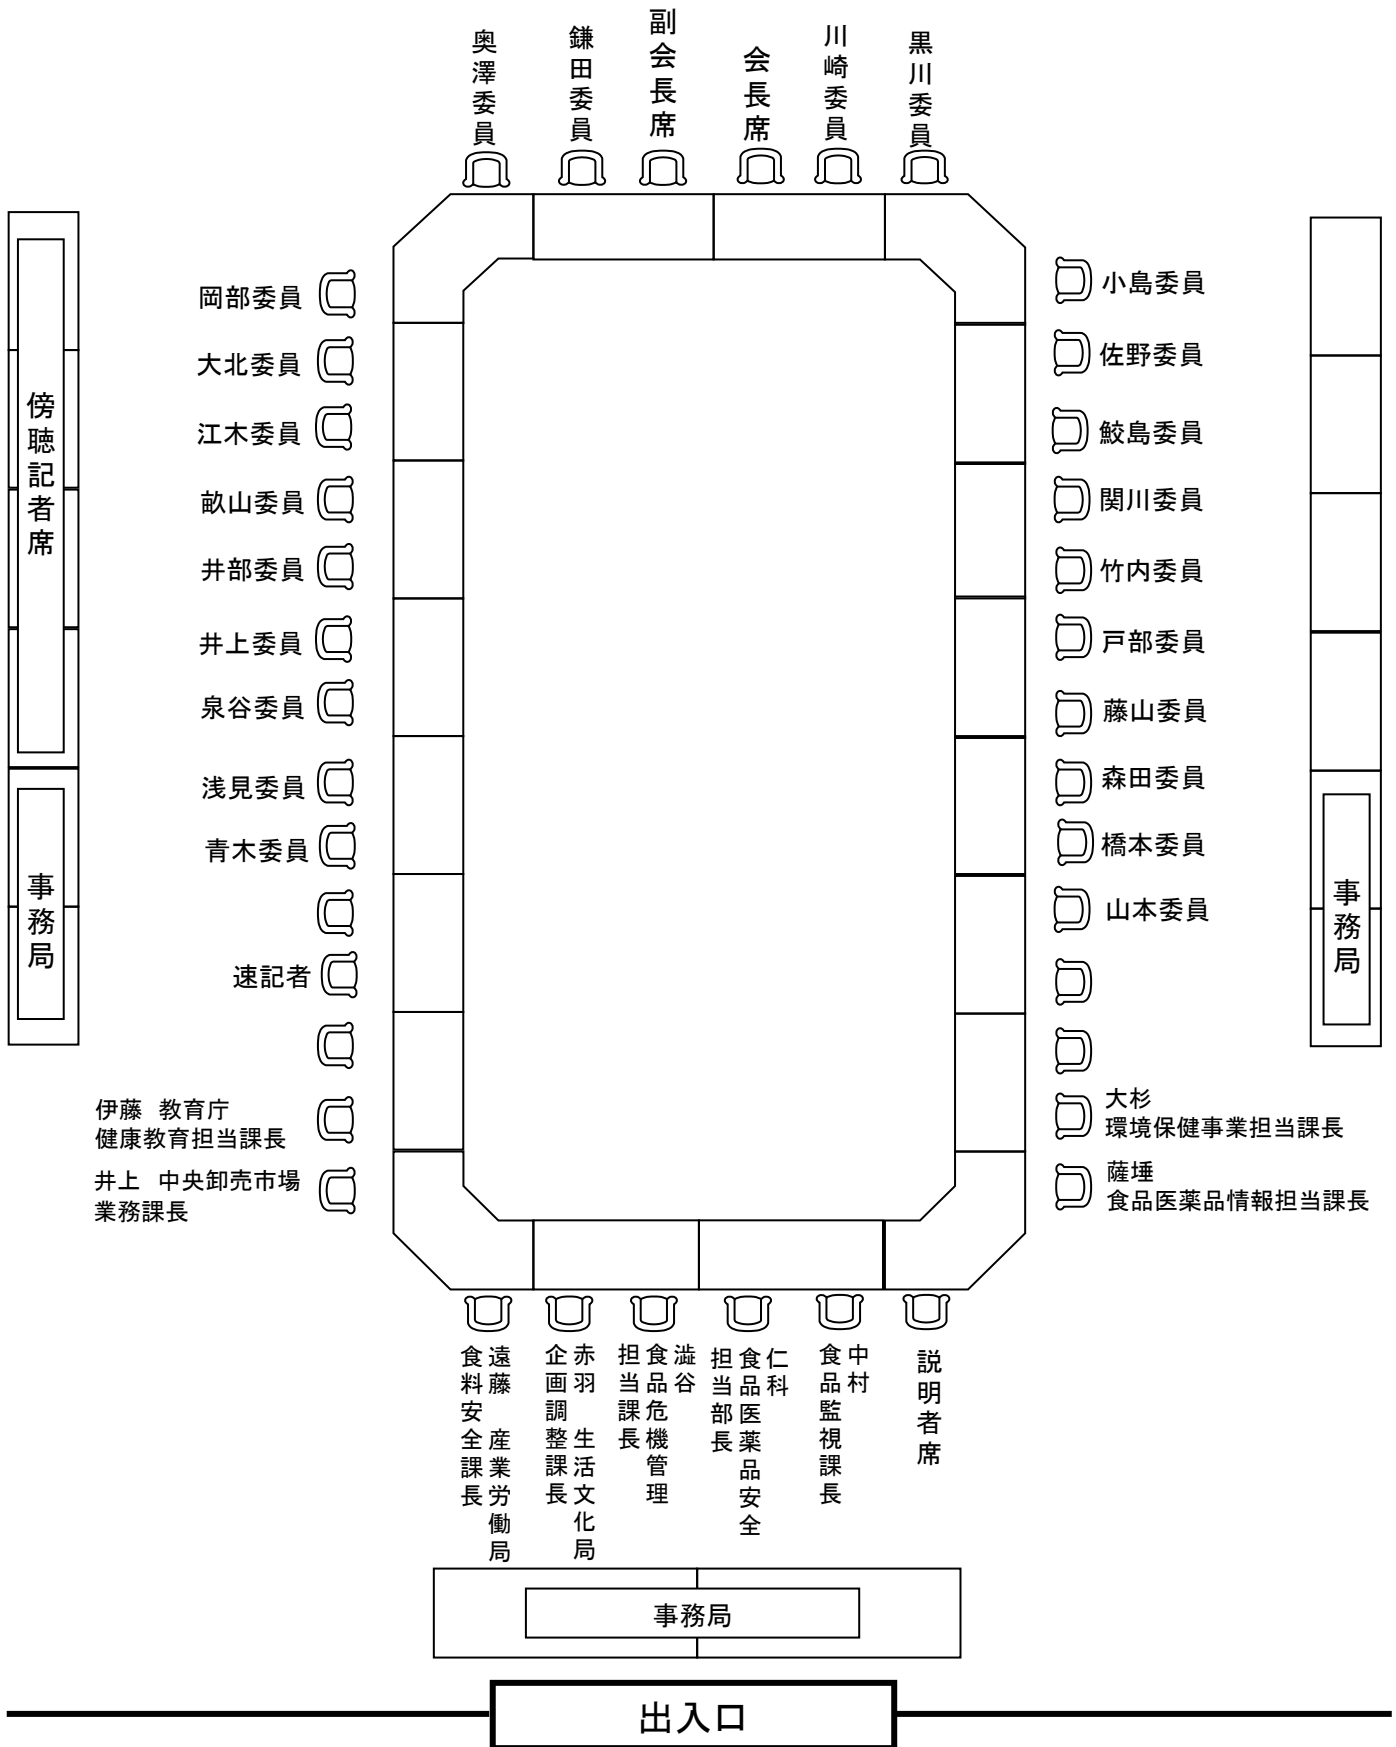 奥澤委員
鎌田委員
副会長席
会長席
川崎委員
黒川委員
岡部委員
大北委員
江木委員
畝山委員
井部委員
井上委員
泉谷委員
浅見委員
青木委員
速記者
伊藤　教育庁
健康教育担当課長
井上　中央卸売市場
業務課長
小島委員
佐野委員
鮫島委員
関川委員
竹内委員
戸部委員
藤山委員
森田委員
橋本委員
山本委員
大杉
環境保健事業担当課長
薩埵
食品医薬品情報担当課長
傍聴記者席
事務局
事務局
遠藤　産業労働局
食料安全課長
赤羽　生活文化局
企画調整課長
澁谷
食品危機管理
担当課長
仁科
食品医薬品安全
担当部長
中村
食品監視課長
説明者席
事務局
出入口